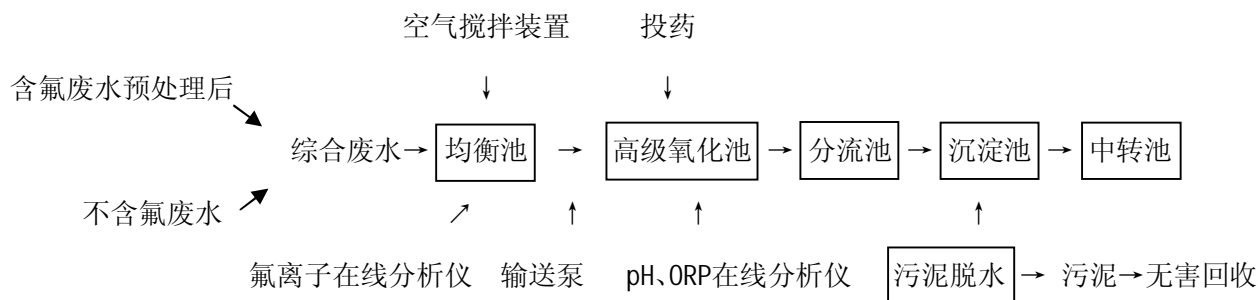 空气搅拌装置 投药
含氟废水预处理后
综合废水→均衡池→高级氧化池→分流池→沉淀池→中转池
不含氟废水
氟离子在线分析仪 输送泵 pH、ORP在线分析仪 污泥脱水→污泥→无害回收